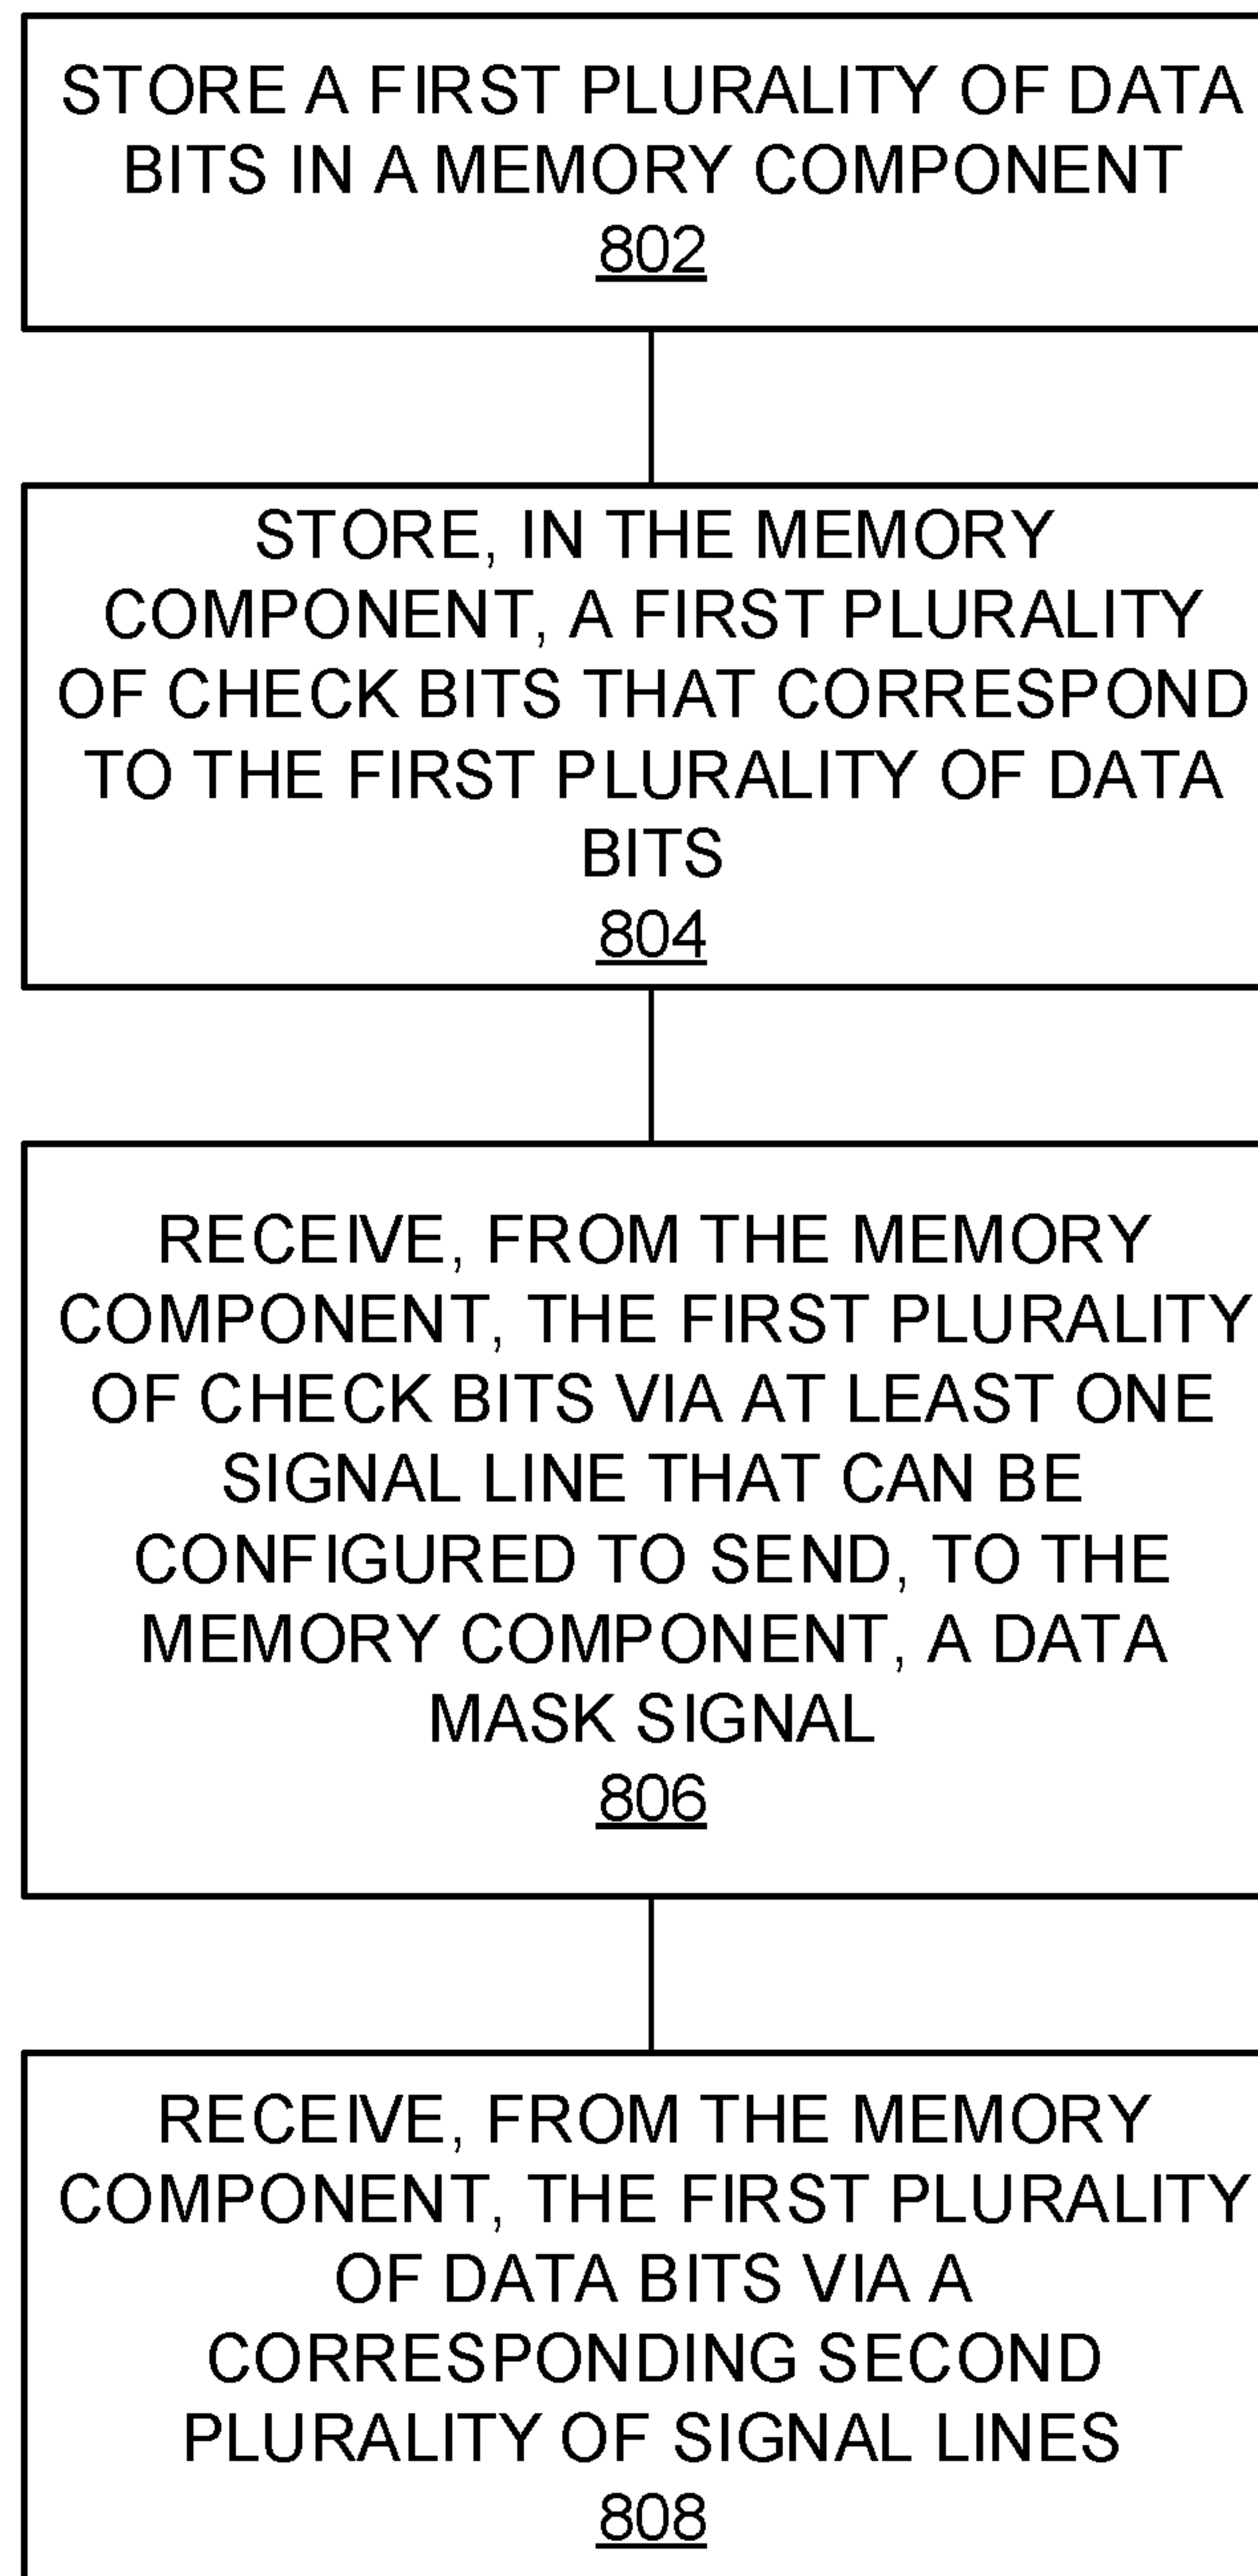 STORE A FIRST PLURALITY OF DATA
BITS IN A MEMORY COMPONENT
802
STORE, IN THE MEMORY
COMPONENT, A FIRST PLURALITY
OF CHECK BITS THAT CORRESPOND
TO THE FIRST PLURALITY OF DATA
BITS
804
RECEIVE, FROM THE MEMORY
COMPONENT, THE FIRST PLURALITY
OF CHECK BITS VIA AT LEAST ONE
SIGNAL LINE THAT CAN BE
CONFIGURED TO SEND, TO THE
MEMORY COMPONENT, A DATA
MASK SIGNAL
806
RECEIVE, FROM THE MEMORY
COMPONENT, THE FIRST PLURALITY
OF DATA BITS VIA A
CORRESPONDING SECOND
PLURALITY OF SIGNAL LINES
808